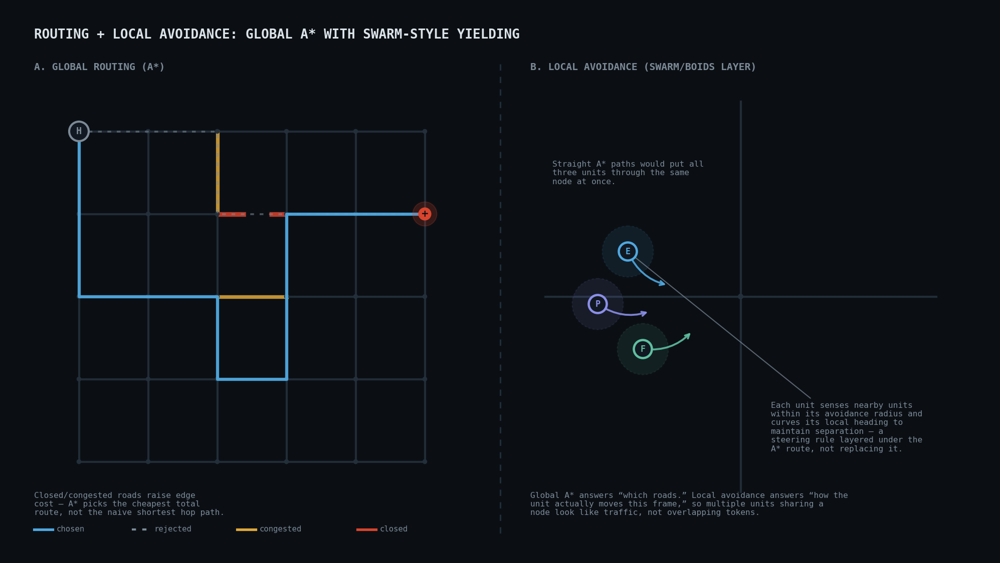 ROUTING + LOCAL AVOIDANCE: GLOBAL A* WITH SWARM-STYLE YIELDING
A. GLOBAL ROUTING (A*)
H
+
Closed/congested roads raise edge
cost — A* picks the cheapest total
route, not the naive shortest hop path.
chosen
rejected
congested
closed
B. LOCAL AVOIDANCE (SWARM/BOIDS LAYER)
Straight A* paths would put all
three units through the same
node at once.
E
P
F
Each unit senses nearby units
within its avoidance radius and
curves its local heading to
maintain separation — a
steering rule layered under the
A* route, not replacing it.
Global A* answers “which roads.” Local avoidance answers “how the
unit actually moves this frame,” so multiple units sharing a
node look like traffic, not overlapping tokens.